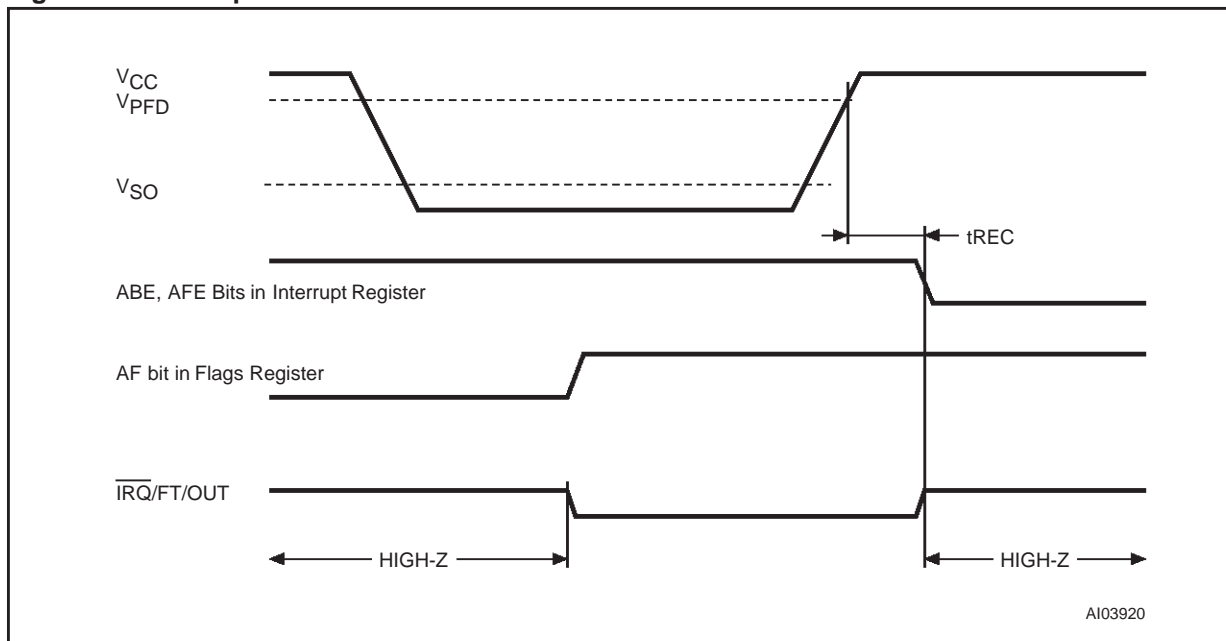 VCC
VPFD
VSO
tREC
ABE, AFE Bits in Interrupt Register
AF bit in Flags Register
IRQ/FT/OUT
HIGH-Z
HIGH-Z
AI03920